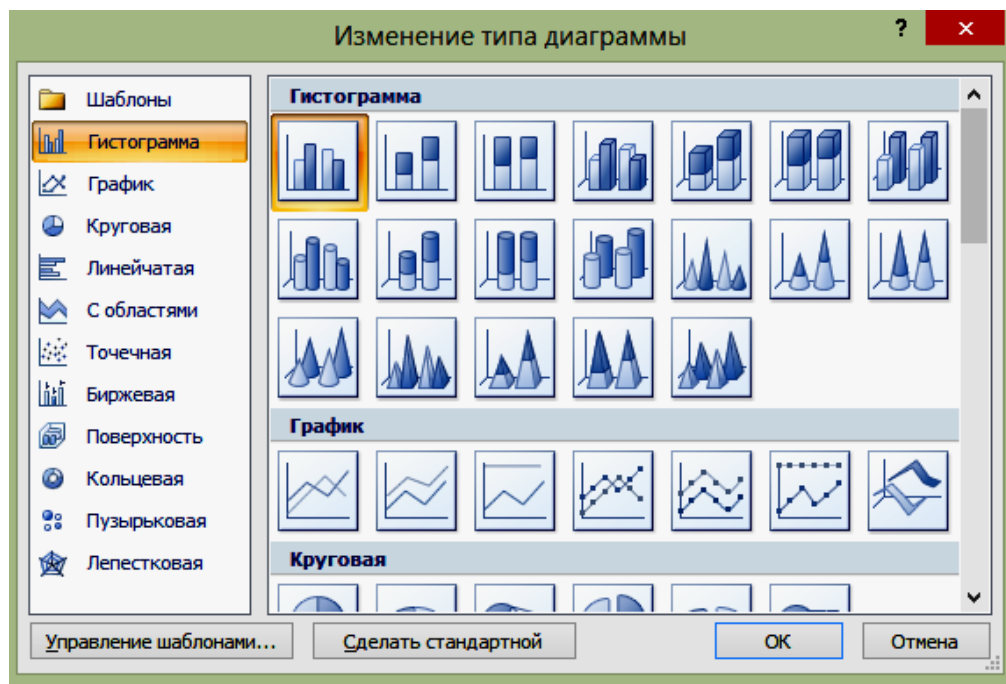 Изменение типа диаграммы
?
×
Шаблоны
Гистограмма
График
Круговая
Линейчатая
С областями
Точечная
Биржевая
Поверхность
Кольцевая
Пузырьковая
Лепестковая
Гистограмма
График
Круговая
Управление шаблонами...
Сделать стандартной
ОК
Отмена